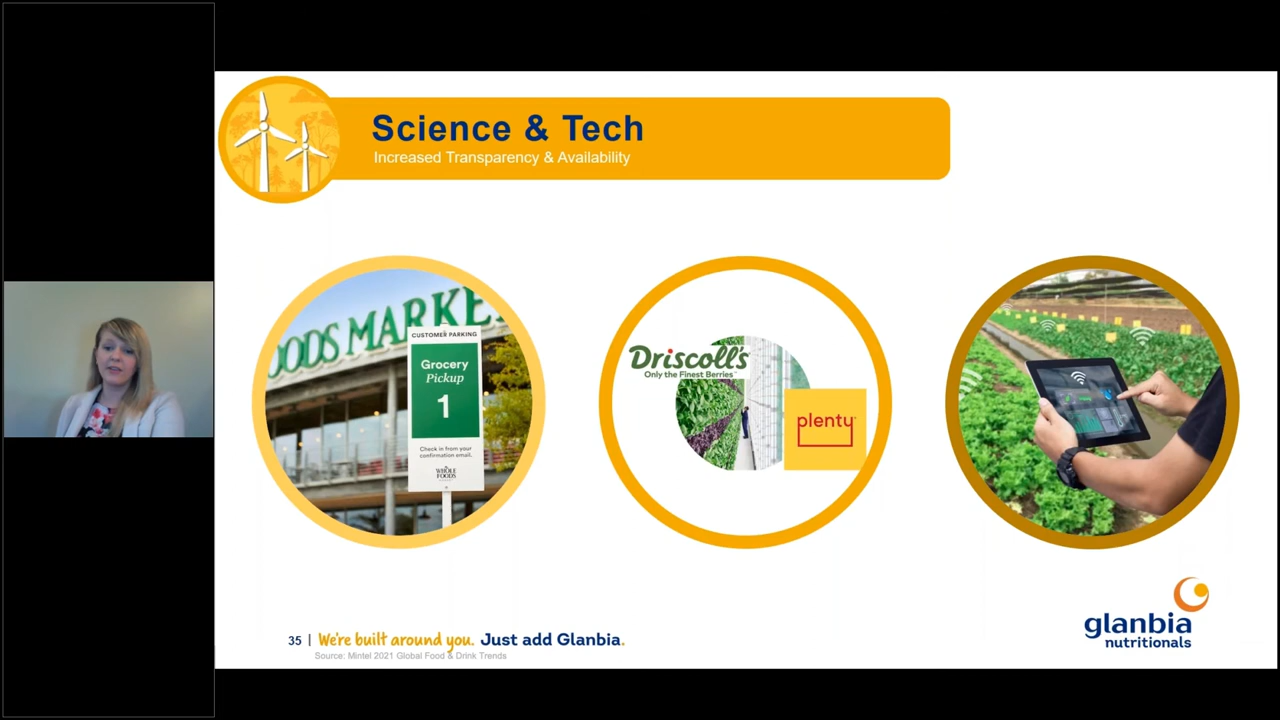 Science & Tech
Increased Transparency & Availability
OODS MARKE
CUSTOMER PARKING
Grocery
Pickup
1
Check in from your
confirmation email.
WHOLE
FOODS
Driscoll's
Only the Finest Berries™
plenty
35 | We're built around you. Just add Glanbia.
Source: Mintel 2021 Global Food & Drink Trends
glanbia
nutritionals